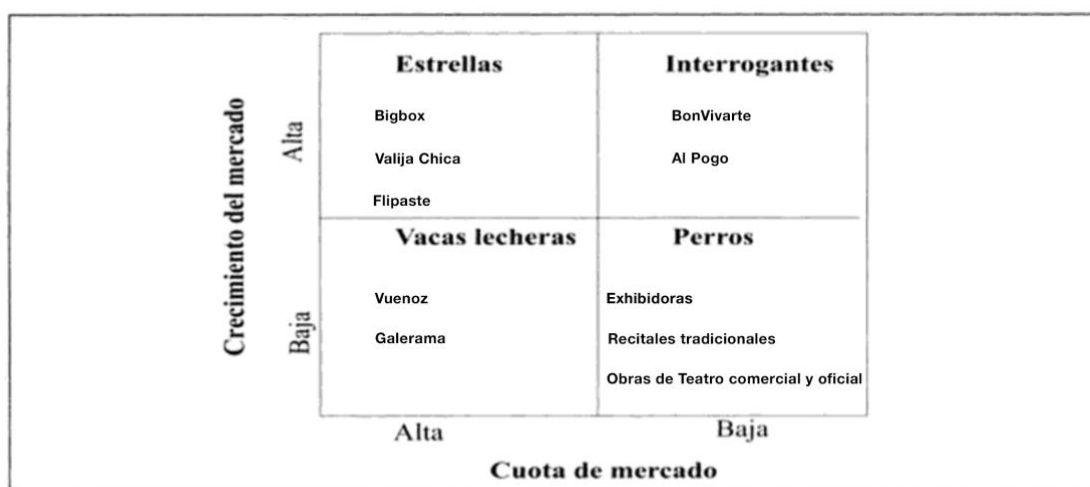 Estrellas
Interrogantes
Bigbox
BonVivarte
Valija Chica
Al Pogo
Flipaste
Vacas lecheras
Perros
Vuenoz
Exhibidoras
Galerama
Recitales tradicionales
Obras de Teatro comercial y oficial
Crecimiento del mercado
Alta
Baja
Alta
Baja
Cuota de mercado